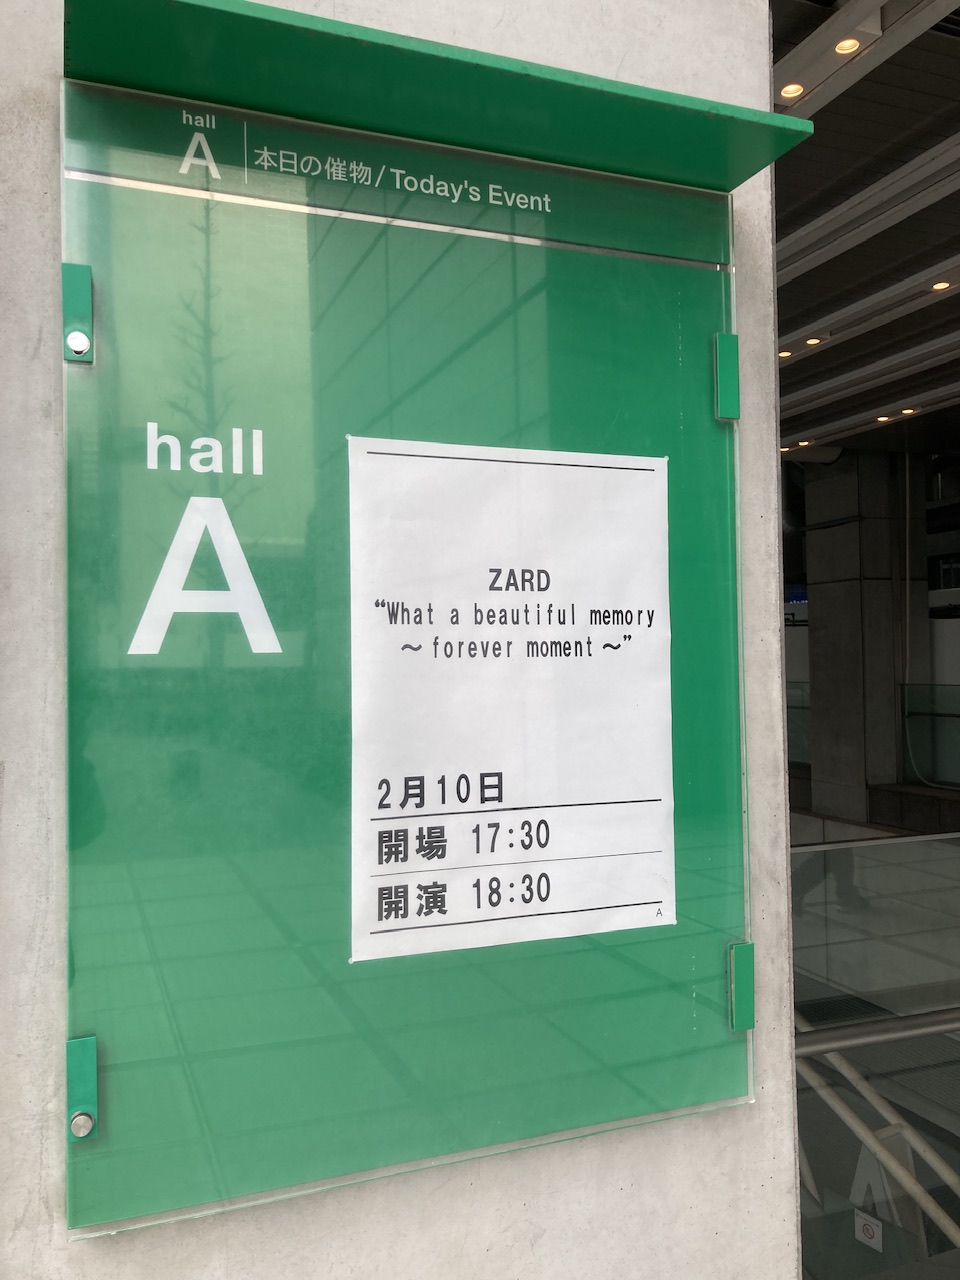 hall
A
本日の催物/Today's Event
hall
A
ZARD
“What a beautiful memory
～forever moment～”
2月10日
開場 17:30
開演 18:30
A